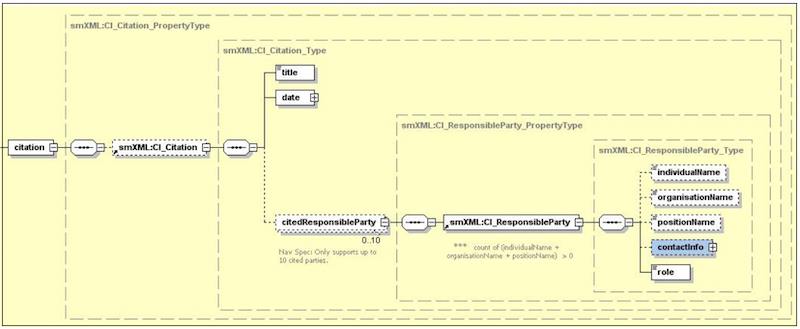 smXML:CI_Citation_PropertyType
smXML:CI_Citation_Type
title
date
smXML:CI_ResponsibleParty_PropertyType
smXML:CI_ResponsibleParty_Type
citation
smXML:CI_Citation
individualName
organisationName
citedResponsibleParty
smXML:CI_ResponsibleParty
positionName
0..10
Nav Spec: Only supports up to
10 cited parties.
*** count of (individualName +
organisationName + positionName) > 0
contactInfo
role